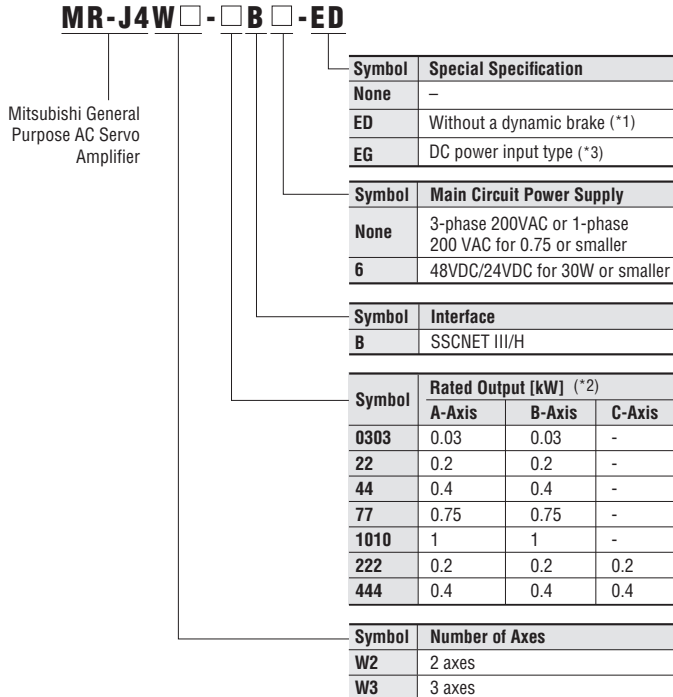 MR-J4W□-□B□-ED
Mitsubishi General
Purpose AC Servo
Amplifier
Symbol Special Specification
None –
ED Without a dynamic brake (*1)
EG DC power input type (*3)
Symbol Main Circuit Power Supply
None 3-phase 200VAC or 1-phase
200 VAC for 0.75 or smaller
6 48VDC/24VDC for 30W or smaller
Symbol Interface
B SSCNET III/H
Symbol Rated Output [kW] (*2)
A-Axis B-Axis C-Axis
0303 0.03 0.03 -
22 0.2 0.2 -
44 0.4 0.4 -
77 0.75 0.75 -
1010 1 1 -
222 0.2 0.2 0.2
444 0.4 0.4 0.4
Symbol Number of Axes
W2 2 axes
W3 3 axes